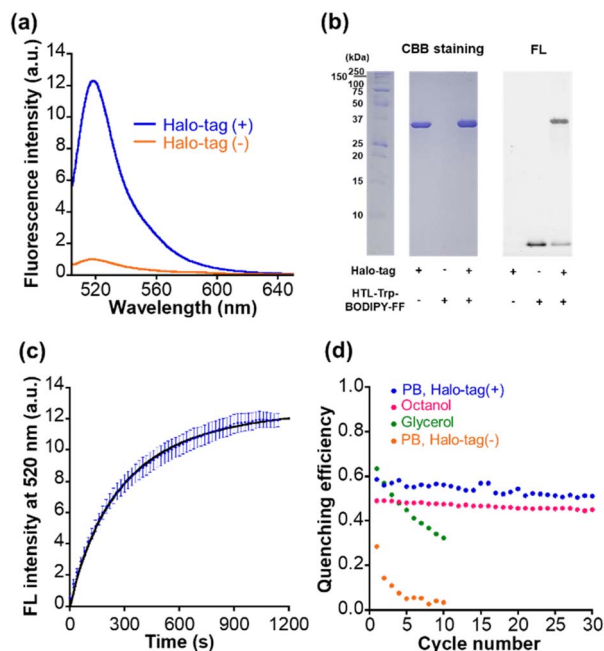 (a)
Fluorescence intensity (a.u.)
14
12
10
8
6
4
2
0
Halo-tag (+)
Halo-tag (-)
520
560
600
640
Wavelength (nm)
(b)
CBB staining
FL
(kDa)
250
150
100
75
50
37
25
20
15
10
Halo-tag
+ - +
+ - +
HTL-Trp-
BODIPY-FF
- + +
- + +
(c)
FL intensity at 520 nm (a.u.)
14
12
10
8
6
4
2
0
0
300
600
900
1200
Time (s)
(d)
Quenching efficiency
1.0
0.8
0.6
0.4
0.2
0.0
PB, Halo-tag(+)
Octanol
Glycerol
PB, Halo-tag(-)
0
5
10
15
20
25
30
Cycle number